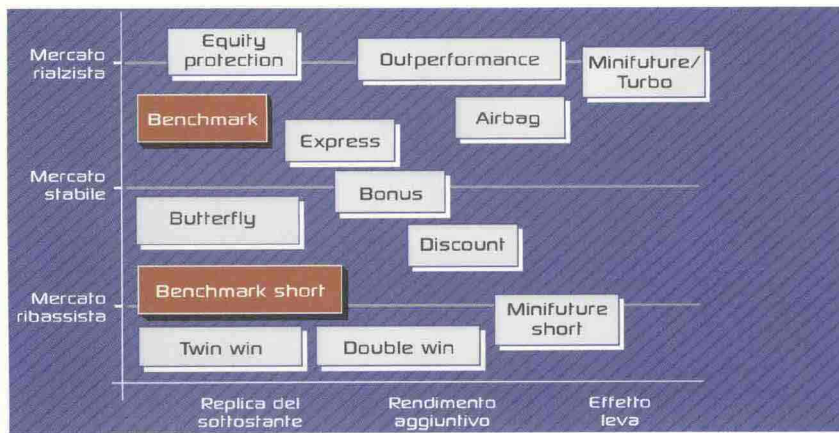 Mercato
rialzista
Equity
protection
Outperformance
Minifuture/
Turbo
Benchmark
Express
Airbag
Mercato
stabile
Bonus
Butterfly
Discount
Mercato
ribassista
Benchmark short
Minifuture
short
Twin win
Double win
Replica del
sottostante
Rendimento
aggiuntivo
Effetto
leva